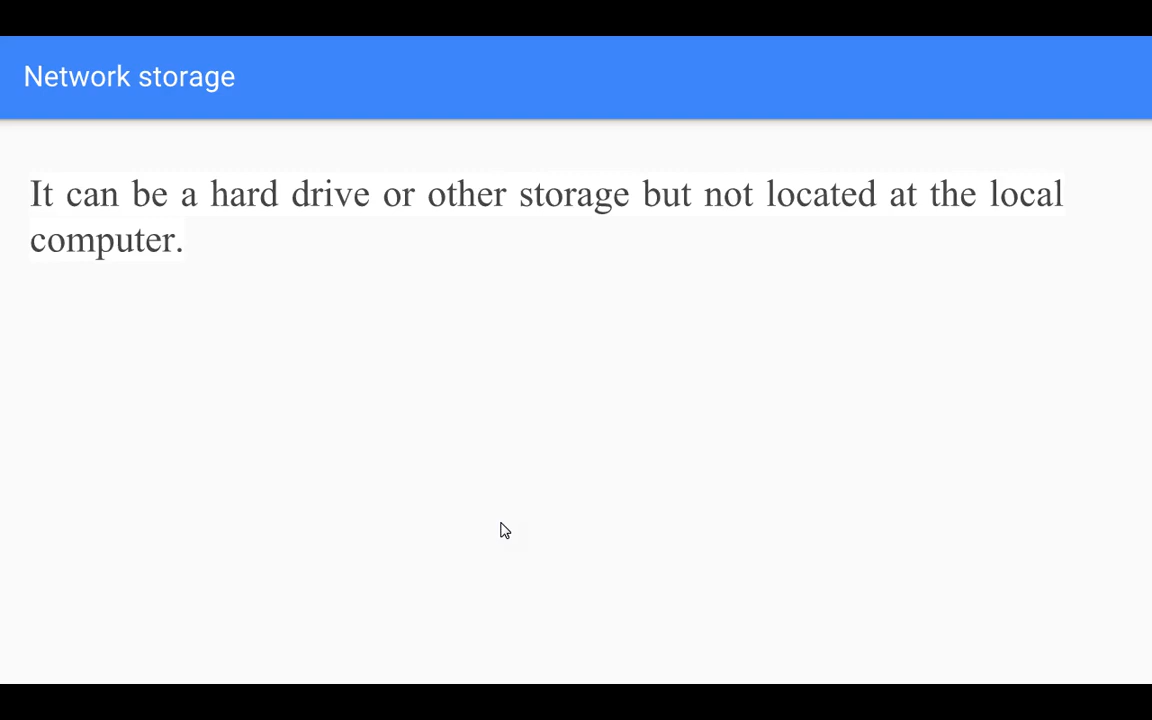 Network storage
It can be a hard drive or other storage but not located at the local
computer.